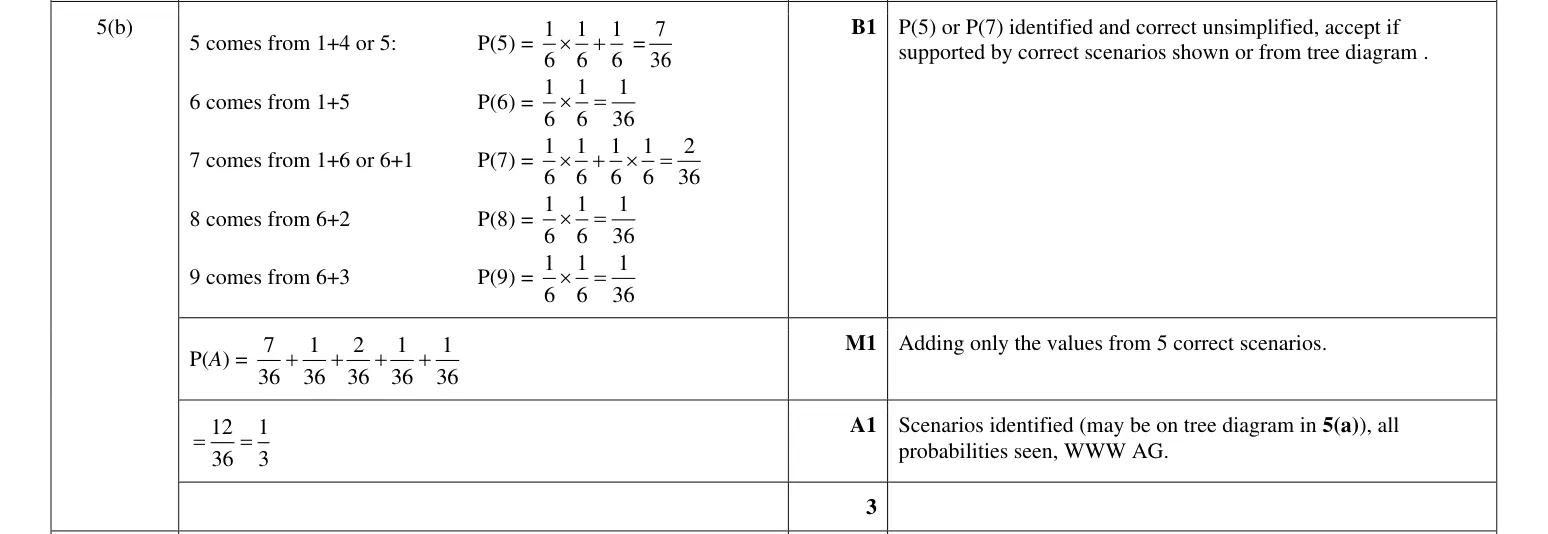 5(b)
5 comes from 1+4 or 5: P(5) = 1/6 × 1/6 + 1/6 = 7/36
B1 P(5) or P(7) identified and correct unsimplified, accept if
supported by correct scenarios shown or from tree diagram .
6 comes from 1+5 P(6) = 1/6 × 1/6 = 1/36
7 comes from 1+6 or 6+1 P(7) = 1/6 × 1/6 + 1/6 × 1/6 = 2/36
8 comes from 6+2 P(8) = 1/6 × 1/6 = 1/36
9 comes from 6+3 P(9) = 1/6 × 1/6 = 1/36
P(A) = 7/36 + 1/36 + 2/36 + 1/36 + 1/36
M1 Adding only the values from 5 correct scenarios.
= 12/36 = 1/3
A1 Scenarios identified (may be on tree diagram in 5(a)), all
probabilities seen, WWW AG.
3